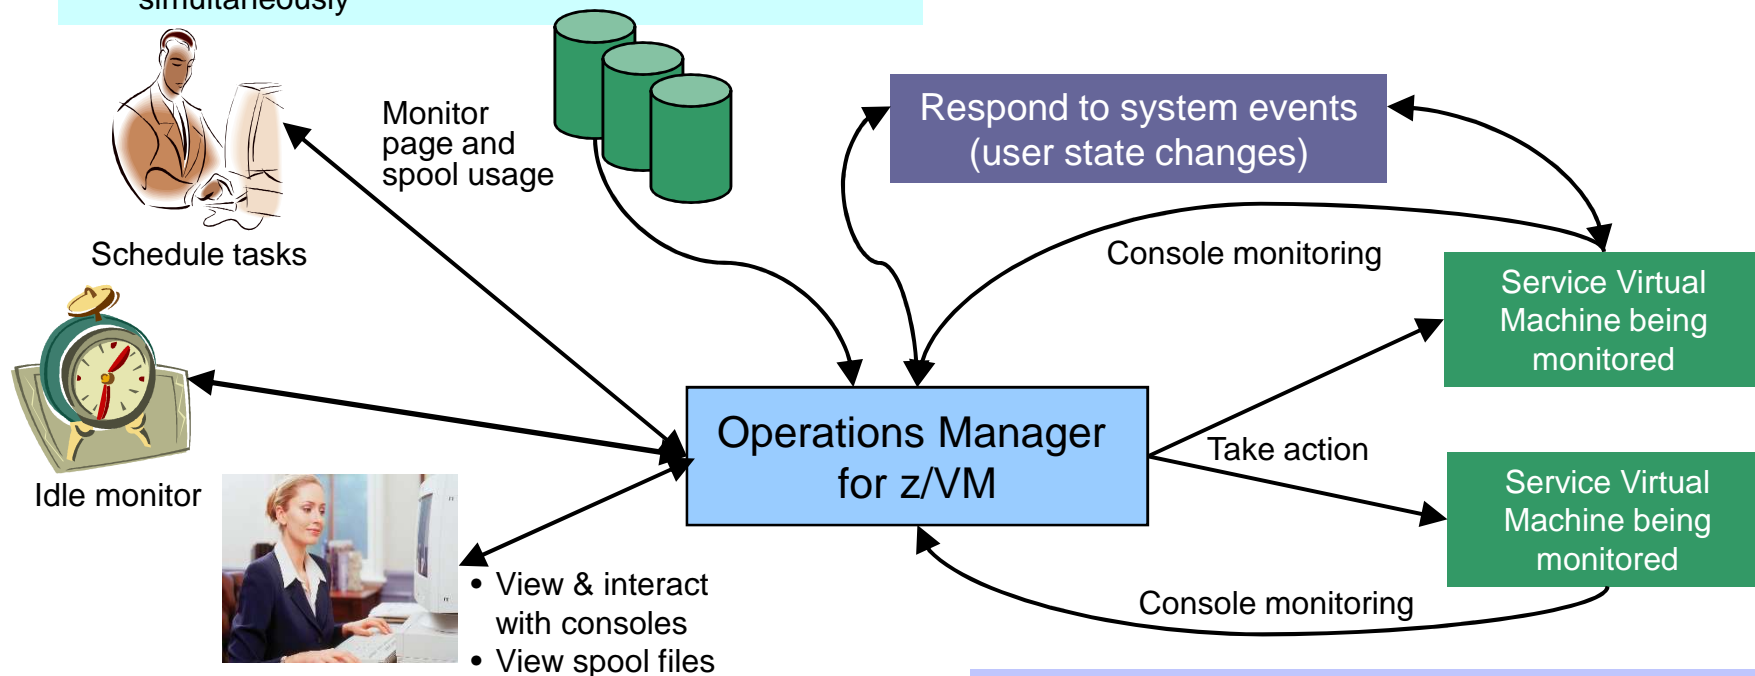 simultaneously
Monitor
page and
spool usage
Respond to system events
(user state changes)
Schedule tasks
Console monitoring
Service Virtual
Machine being
monitored
Operations Manager
for z/VM
Take action
Idle monitor
Service Virtual
Machine being
monitored
• View & interact
with consoles
• View spool files
Console monitoring